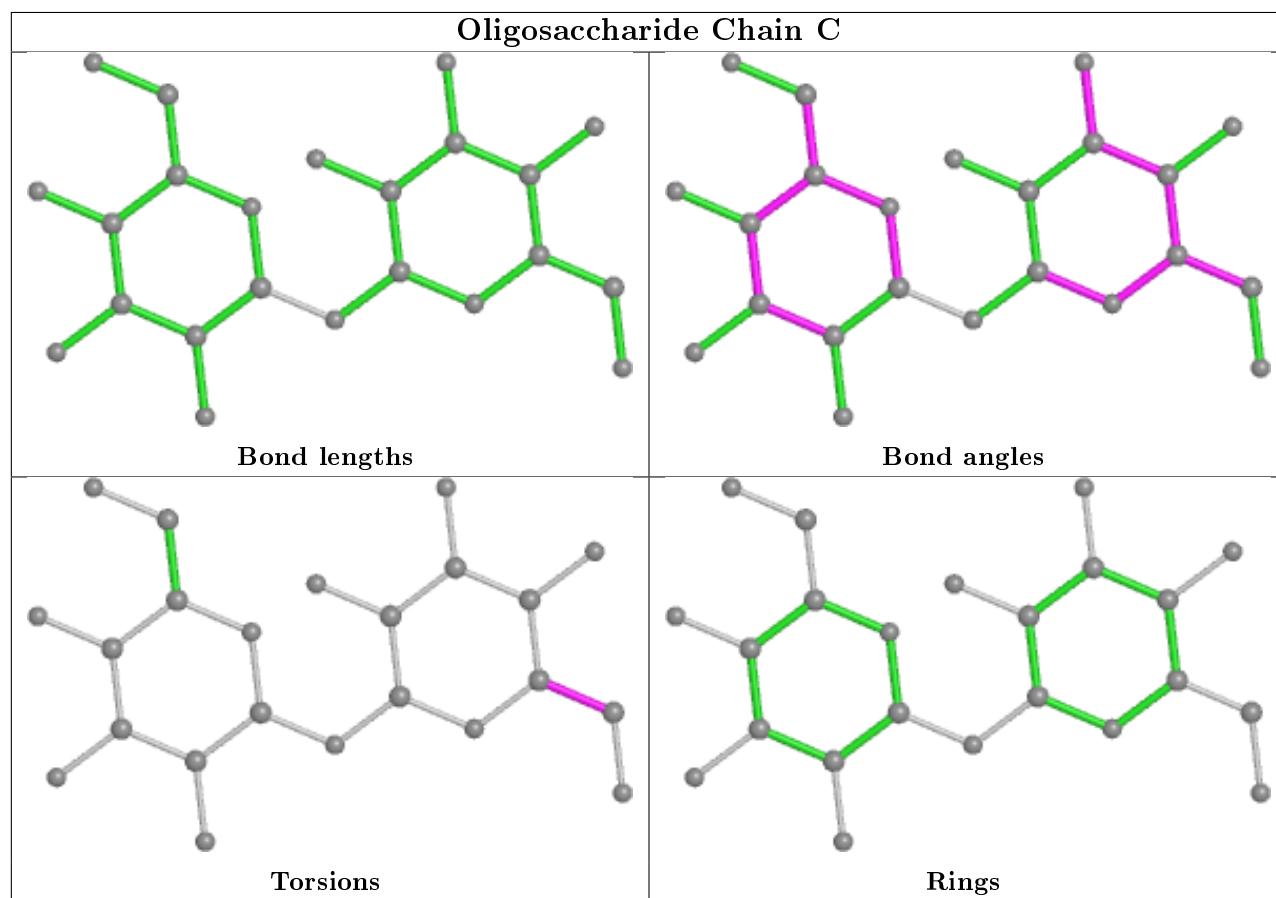 Oligosaccharide Chain C
Bond lengths
Bond angles
Torsions
Rings